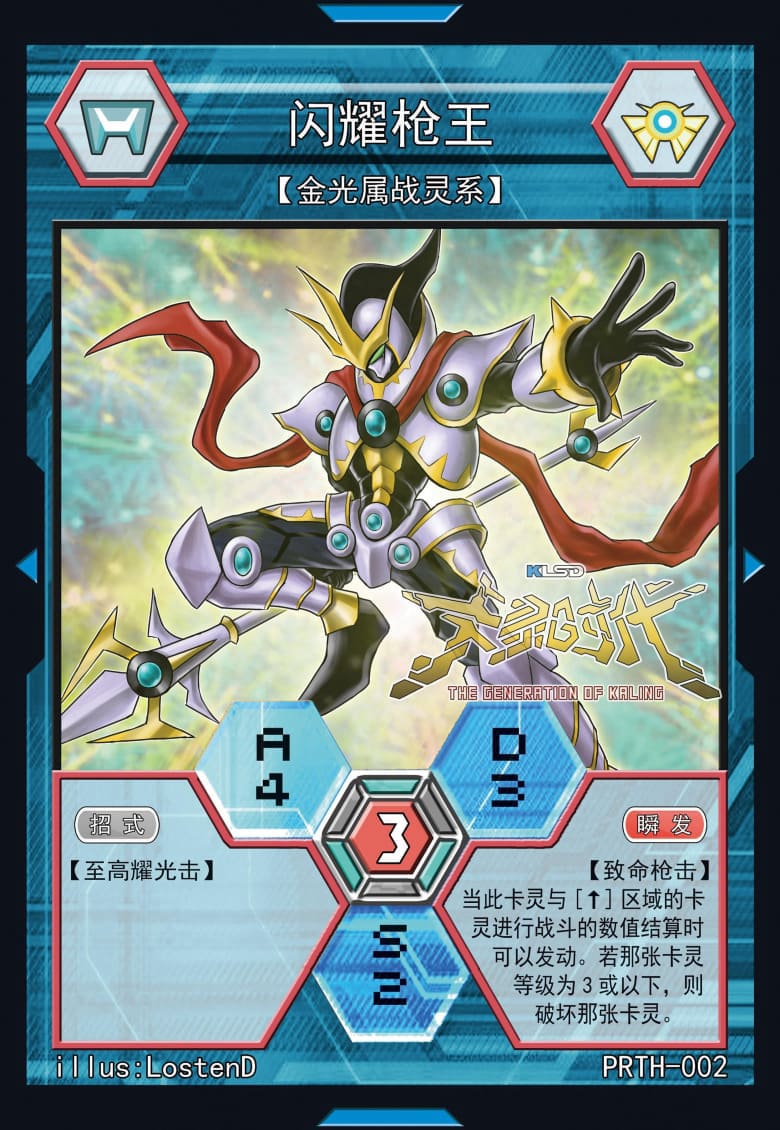 闪耀枪王
【金光属战灵系】
KLSD
THE GENERATION OF KALING
A
4
D
3
3
S
2
招式
【至高耀光击】
瞬发
【致命枪击】
当此卡灵与[↑]区域的卡
灵进行战斗的数值结算时
可以发动。若那张卡灵
等级为3或以下，则
破坏那张卡灵。
illus:LostenD
PRTH-002